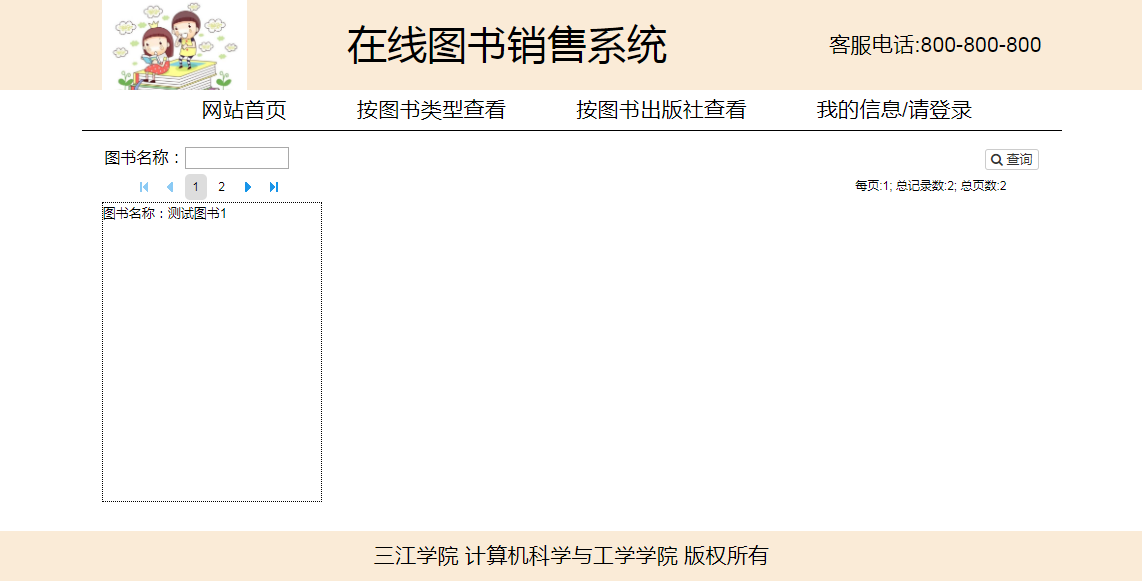 在线图书销售系统
客服电话:800-800-800
网站首页 按图书类型查看 按图书出版社查看 我的信息/请登录
图书名称：
查询
1 2
每页:1; 总记录数:2; 总页数:2
图书名称：测试图书1
三江学院 计算机科学与工学学院 版权所有